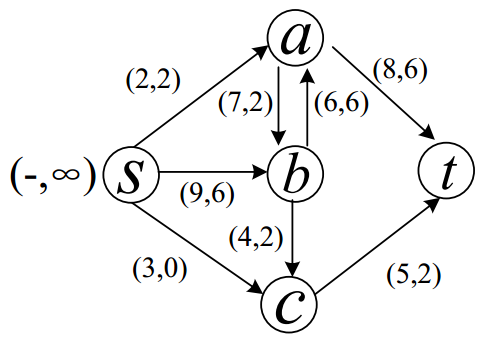 a
(2,2)
(8,6)
(7,2)
(6,6)
(-,∞)
s
b
t
(9,6)
(4,2)
(3,0)
(5,2)
c